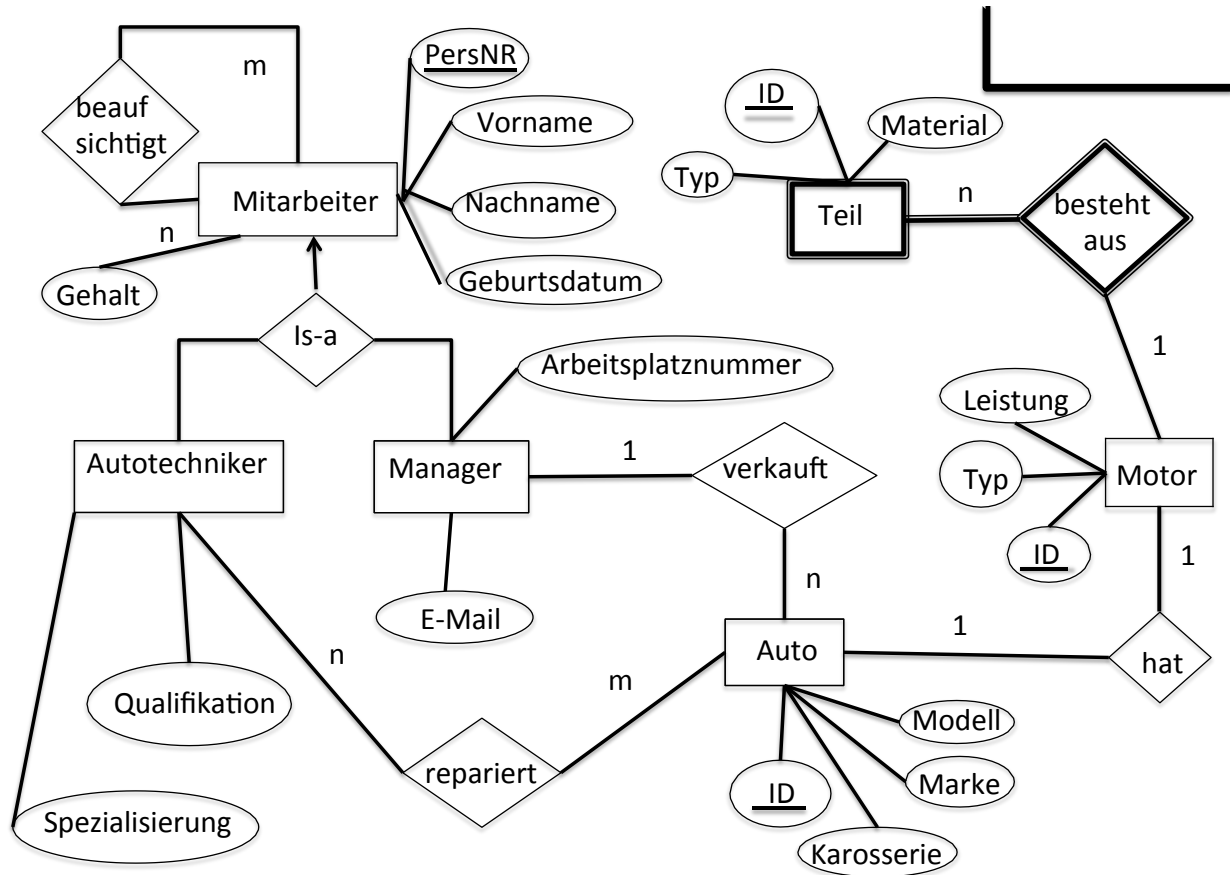 m
PersNR
beauf
sichtigt
Vorname
Mitarbeiter
Nachname
n
Gehalt
Geburtsdatum
ID
Material
Typ
Teil
n
besteht
aus
1
Is-a
Arbeitsplatznummer
Leistung
Autotechniker
Manager
1
verkauft
Typ
Motor
ID
1
n
E-Mail
n
Auto
1
hat
m
Qualifikation
Modell
repariert
ID
Marke
Spezialisierung
Karosserie